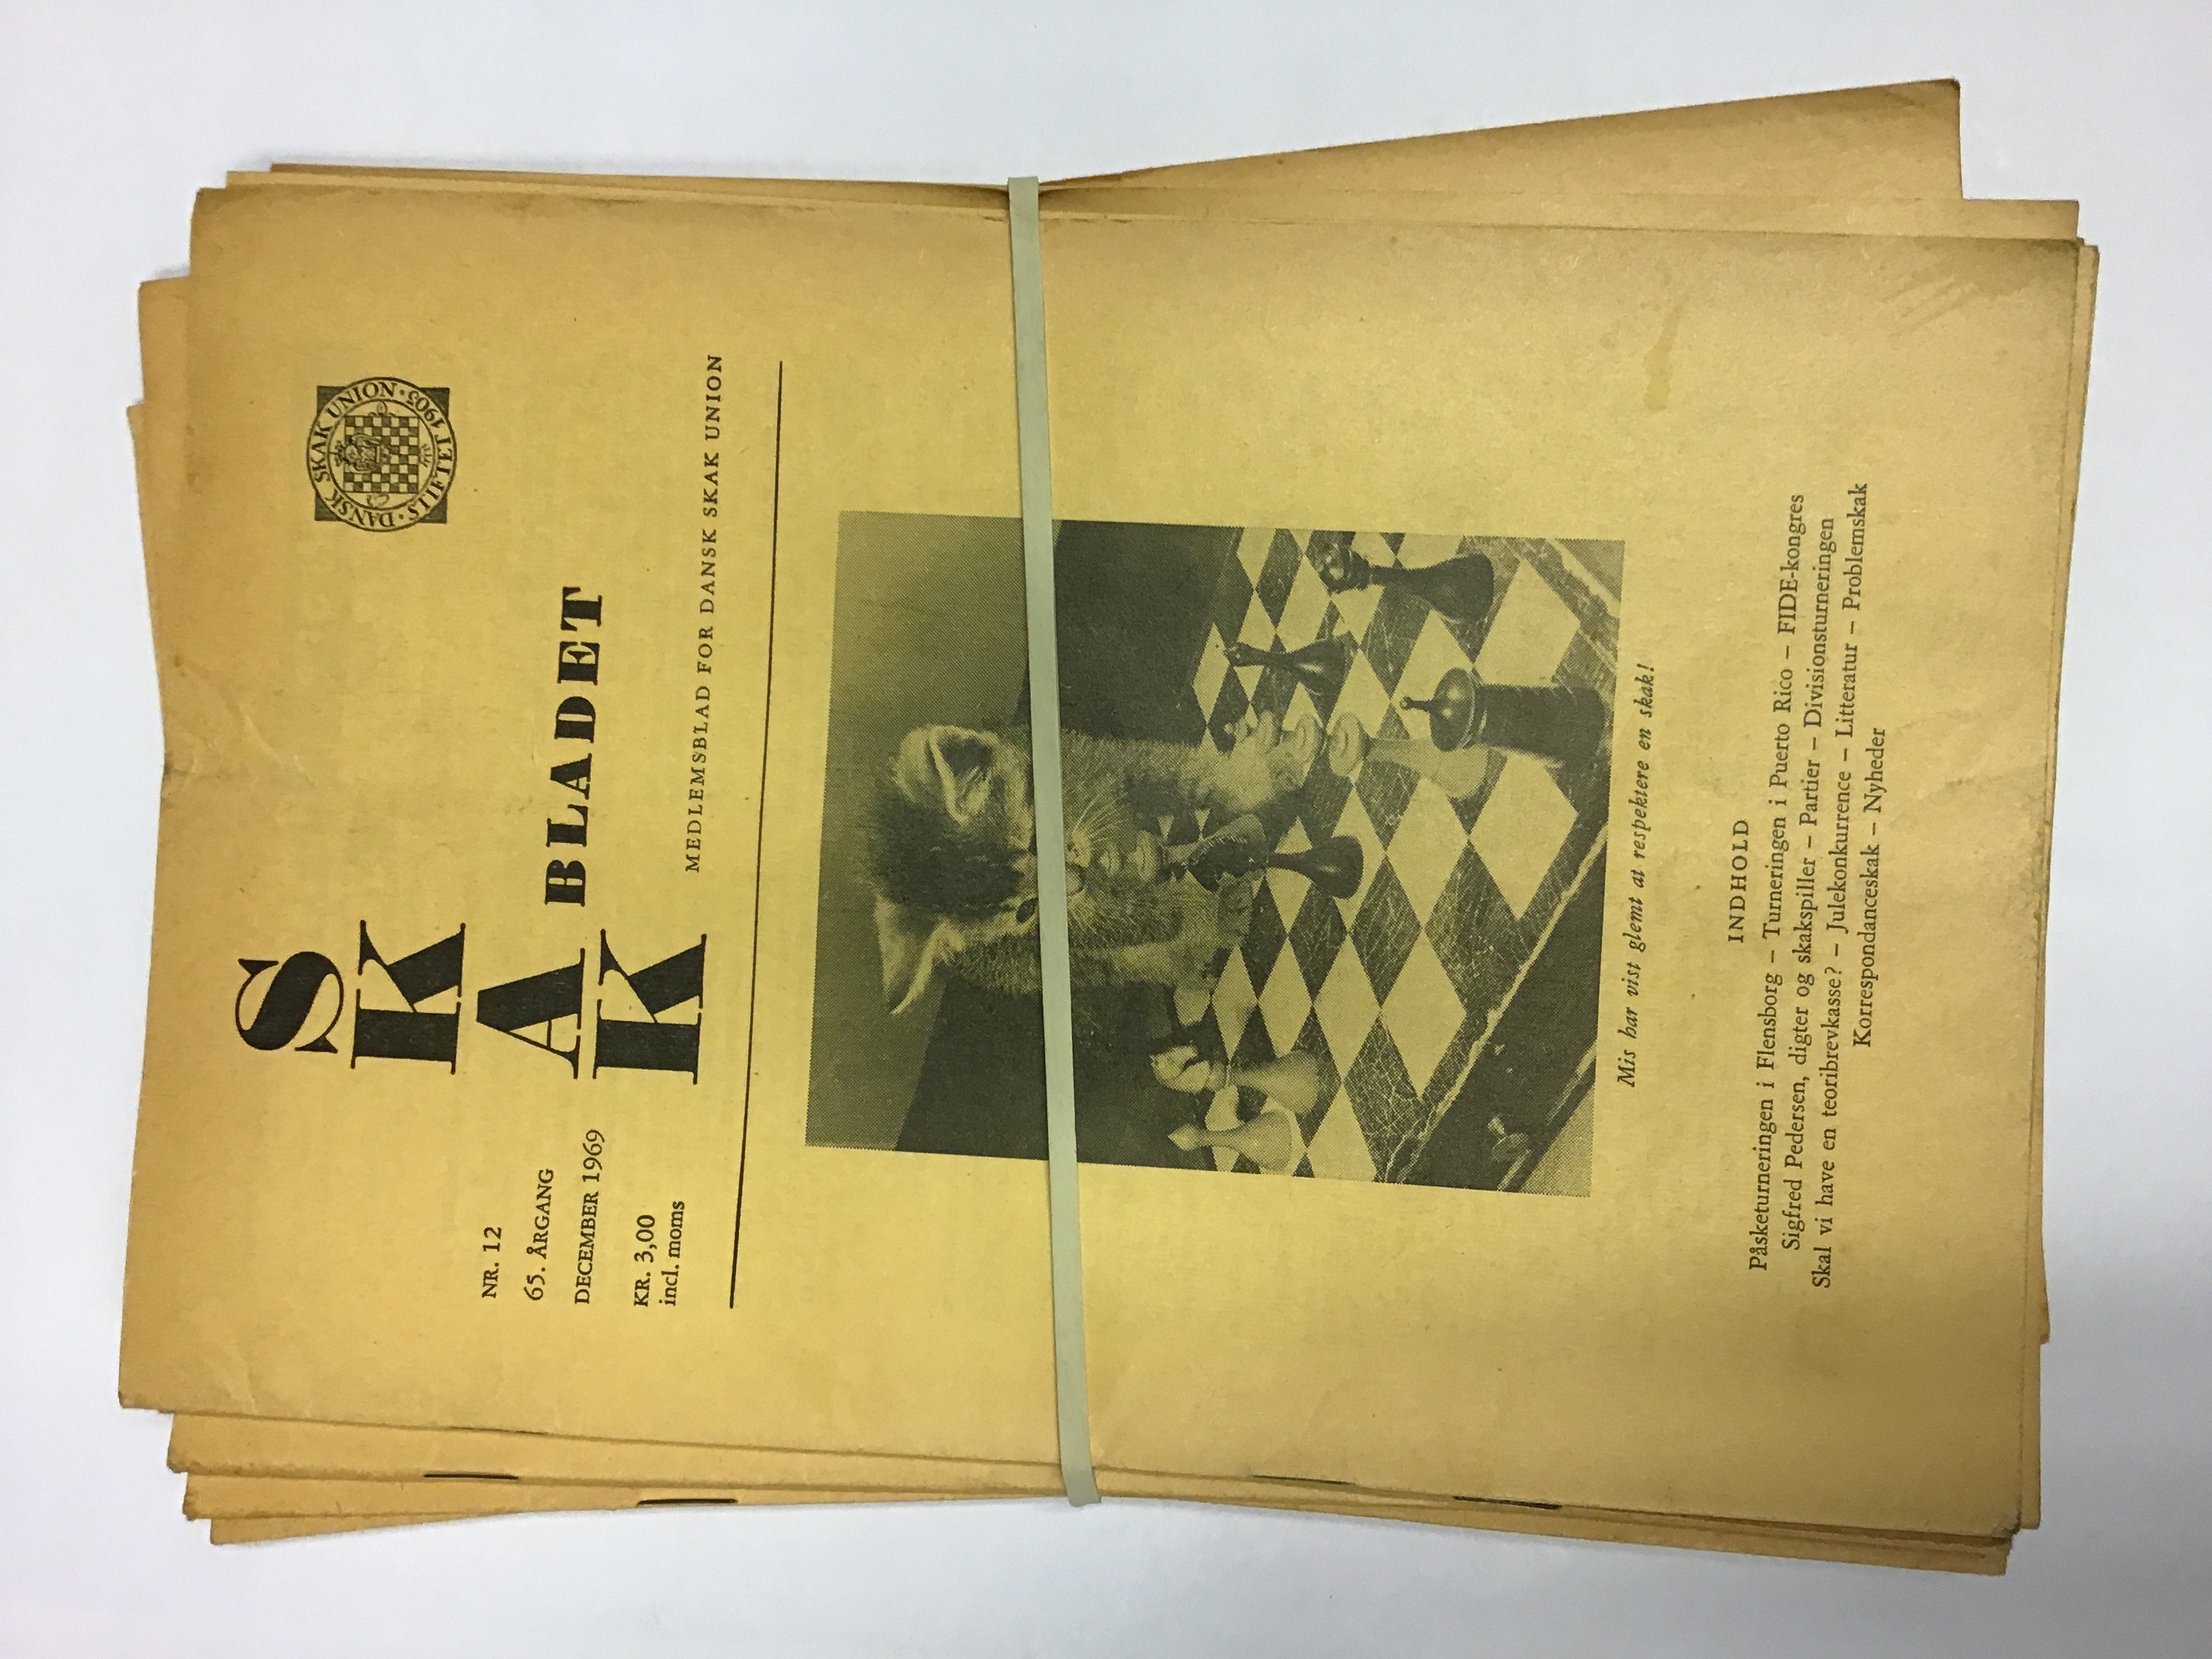 DANSK SKAK UNION · STIFTET 1905 ·
SKAK
BLADET
NR. 12
65. ÅRGANG
DECEMBER 1969
KR. 3,00
incl. moms
MEDLEMSBLAD FOR DANSK SKAK UNION
Mis har vist glemt at respektere en skak!
INDHOLD
Påsketurneringen i Flensborg – Turneringen i Puerto Rico – FIDE-kongres
Sigfred Pedersen, digter og skakspiller – Partier – Divisionsturneringen
Skal vi have en teoribrevkasse? – Julekonkurrence – Litteratur – Problemskak
Korrespondanceskak – Nyheder